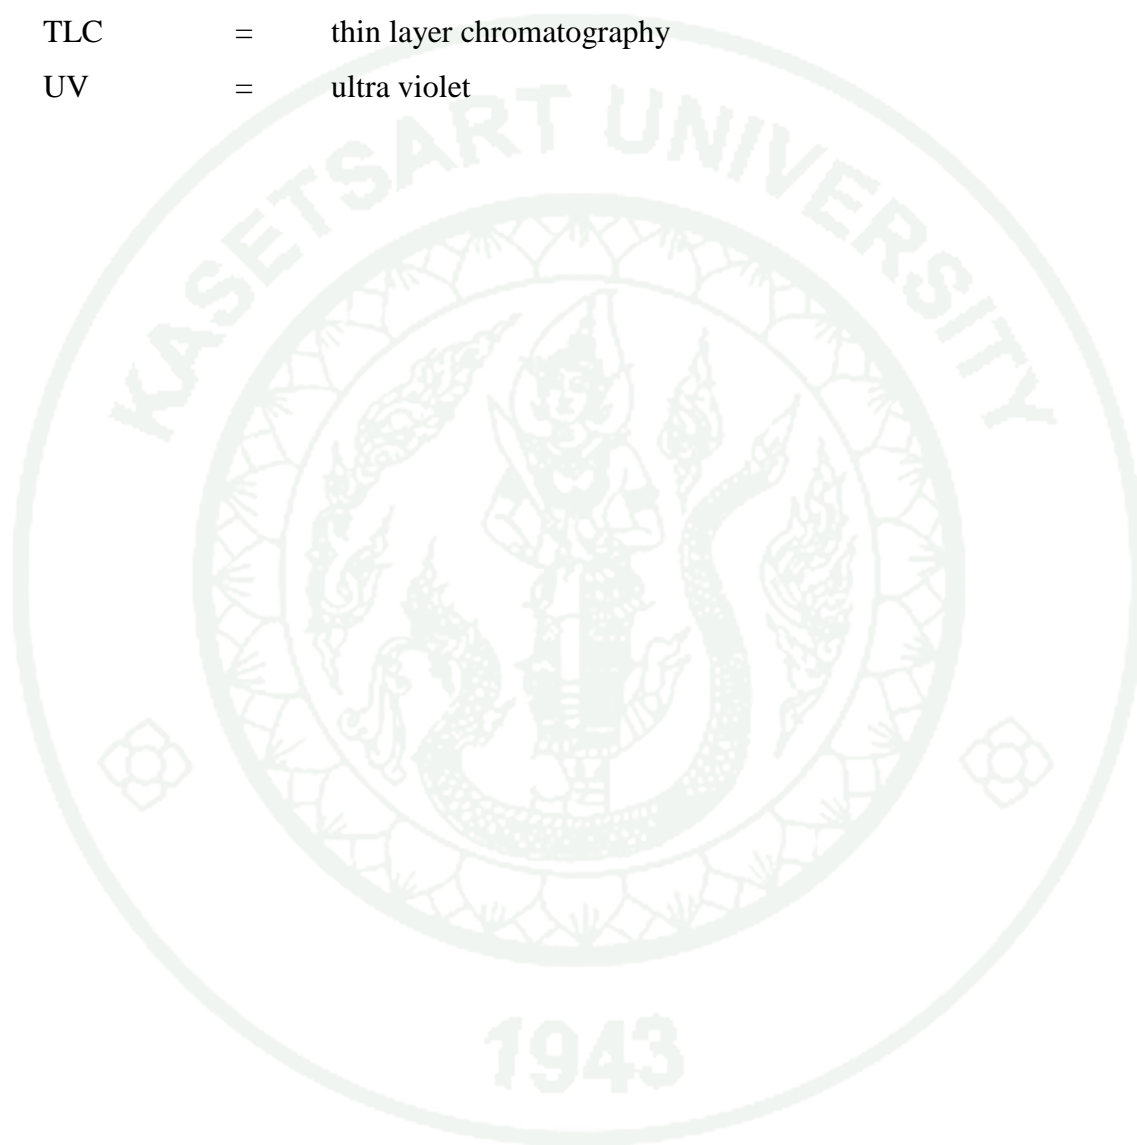 TLC = thin layer chromatography
UV = ultra violet
KASETSART UNIVERSITY
1943